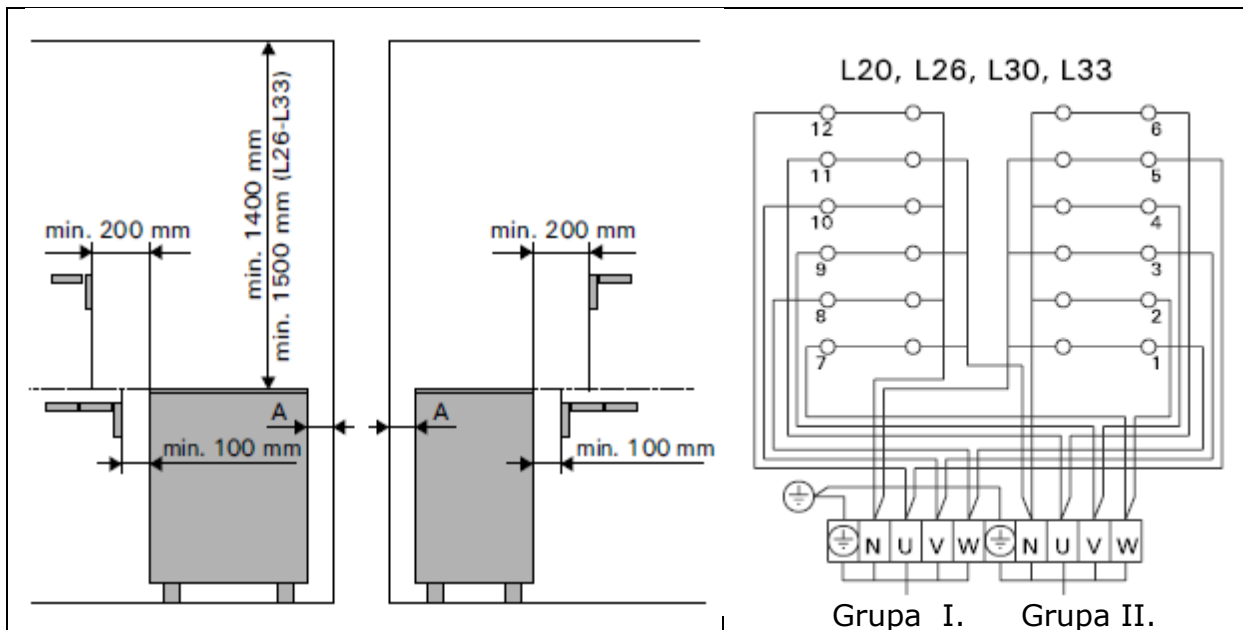 min. 1400 mm
min. 1500 mm (L26-L33)
min. 200 mm
min. 200 mm
A
A
min. 100 mm
min. 100 mm
L20, L26, L30, L33
12
6
11
5
10
4
9
3
8
2
7
1
N U V W N U V W
Grupa I. Grupa II.